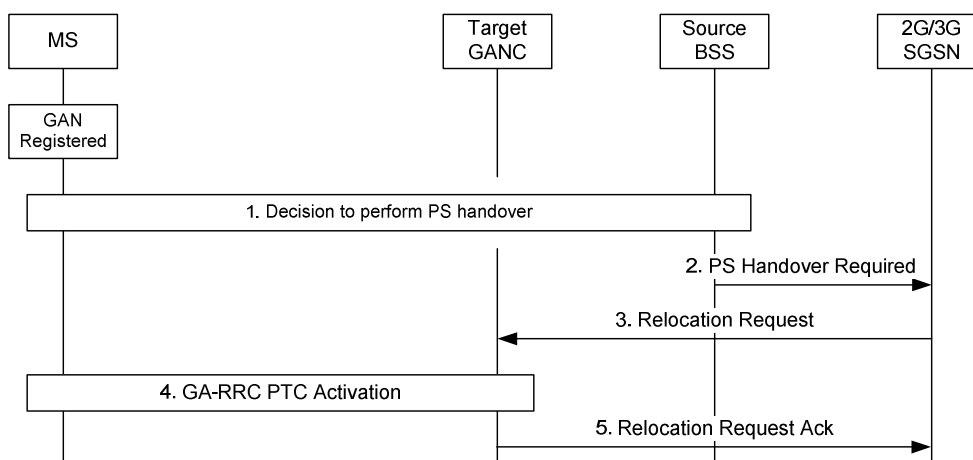 MS
Target
GANC
Source
BSS
2G/3G
SGSN
GAN
Registered
1. Decision to perform PS handover
2. PS Handover Required
3. Relocation Request
4. GA-RRC PTC Activation
5. Relocation Request Ack